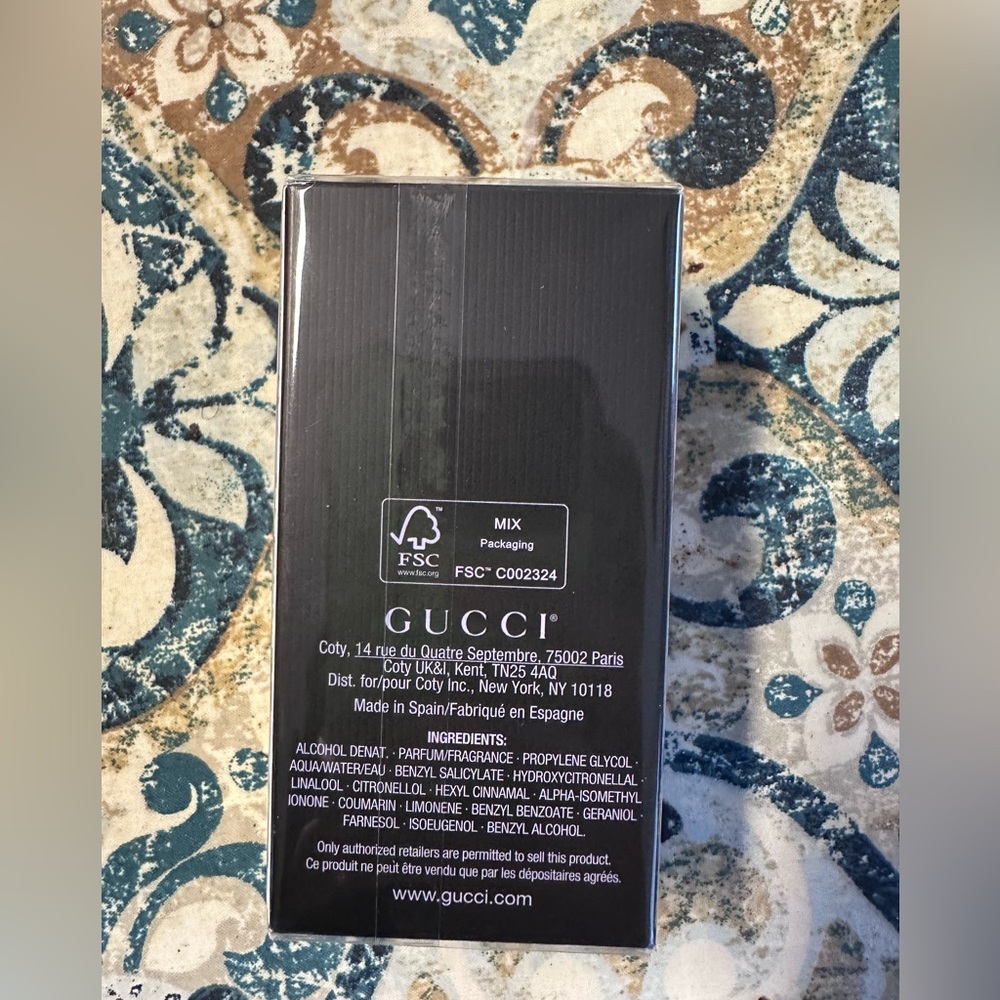 FSC™
www.fsc.org
MIX
Packaging
FSC™ C002324
GUCCI®
Coty, 14 rue du Quatre Septembre, 75002 Paris
Coty UK&I, Kent, TN25 4AQ
Dist. for/pour Coty Inc., New York, NY 10118
Made in Spain/Fabriqué en Espagne
INGREDIENTS:
ALCOHOL DENAT. · PARFUM/FRAGRANCE · PROPYLENE GLYCOL ·
AQUA/WATER/EAU · BENZYL SALICYLATE · HYDROXYCITRONELLAL ·
LINALOOL · CITRONELLOL · HEXYL CINNAMAL · ALPHA-ISOMETHYL
IONONE · COUMARIN · LIMONENE · BENZYL BENZOATE · GERANIOL ·
FARNESOL · ISOEUGENOL · BENZYL ALCOHOL.
Only authorized retailers are permitted to sell this product.
Ce produit ne peut être vendu que par les dépositaires agréés.
www.gucci.com